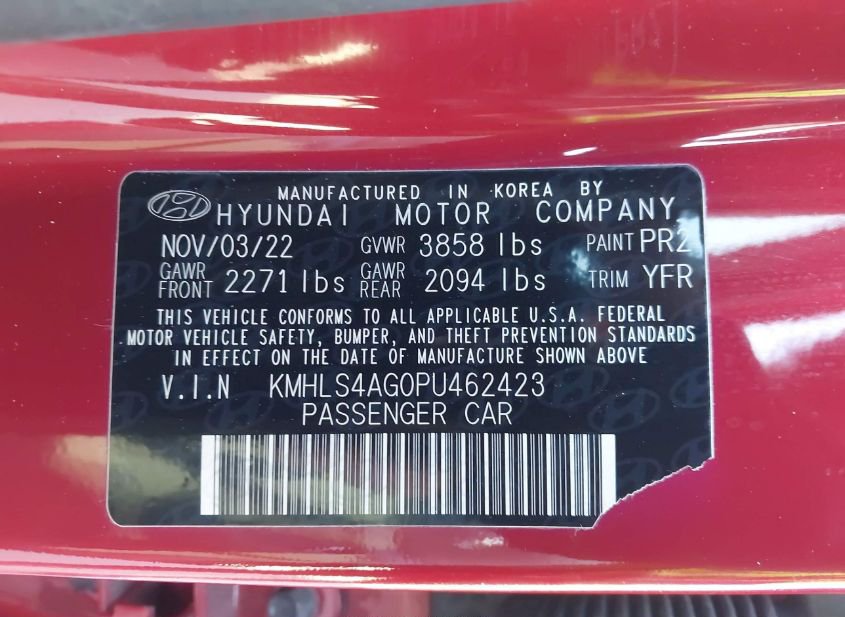 MANUFACTURED IN KOREA BY
HYUNDAI MOTOR COMPANY
NOV/03/22 GVWR 3858 lbs PAINT PR2
GAWR FRONT 2271 lbs GAWR REAR 2094 lbs TRIM YFR
THIS VEHICLE CONFORMS TO ALL APPLICABLE U.S.A. FEDERAL
MOTOR VEHICLE SAFETY, BUMPER, AND THEFT PREVENTION STANDARDS
IN EFFECT ON THE DATE OF MANUFACTURE SHOWN ABOVE
V.I.N KMHLS4AG0PU462423
PASSENGER CAR